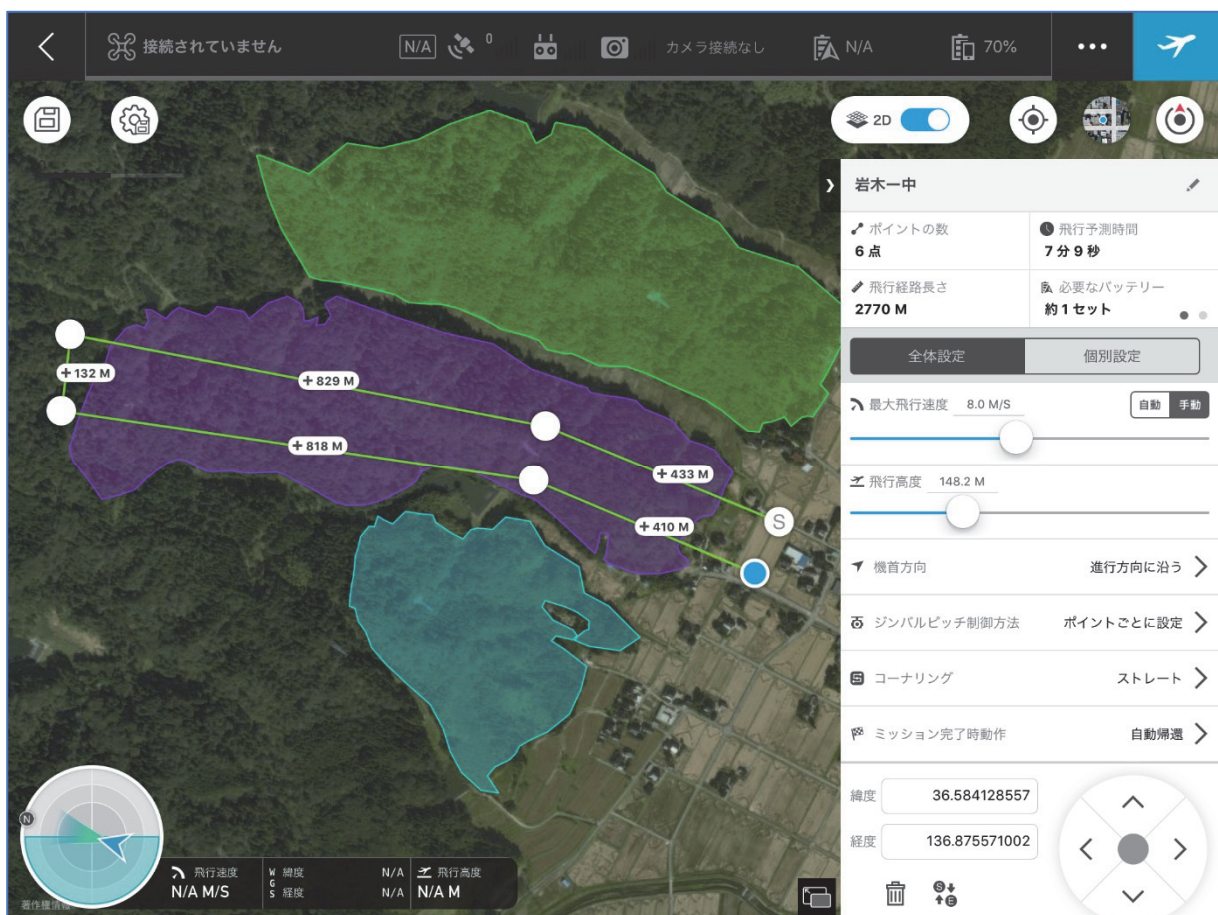 接続されていません
N/A
0
カメラ接続なし
N/A
70%
2D
岩木一中
ポイントの数
6 点
飛行予測時間
7 分 9 秒
飛行経路長さ
2770 M
必要なバッテリー
約 1 セット
全体設定
個別設定
最大飛行速度 8.0 M/S
自動 手動
飛行高度 148.2 M
機首方向 進行方向に沿う
ジンバルピッチ制御方法 ポイントごとに設定
コーナリング ストレート
ミッション完了時動作 自動帰還
緯度 36.584128557
経度 136.875571002
+132 M
+829 M
+818 M
+433 M
+410 M
S
N
飛行速度
N/A M/S
WGS
緯度 N/A
経度 N/A
飛行高度
N/A M
著作権情報
S
E